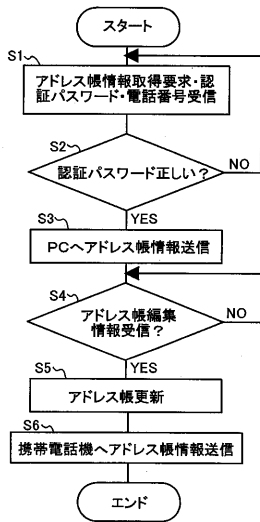 スタート
S1
アドレス帳情報取得要求・認
証パスワード・電話番号受信
S2
認証パスワード正しい？
NO
YES
S3
PCへアドレス帳情報送信
S4
アドレス帳編集
情報受信？
NO
YES
S5
アドレス帳更新
S6
携帯電話機へアドレス帳情報送信
エンド